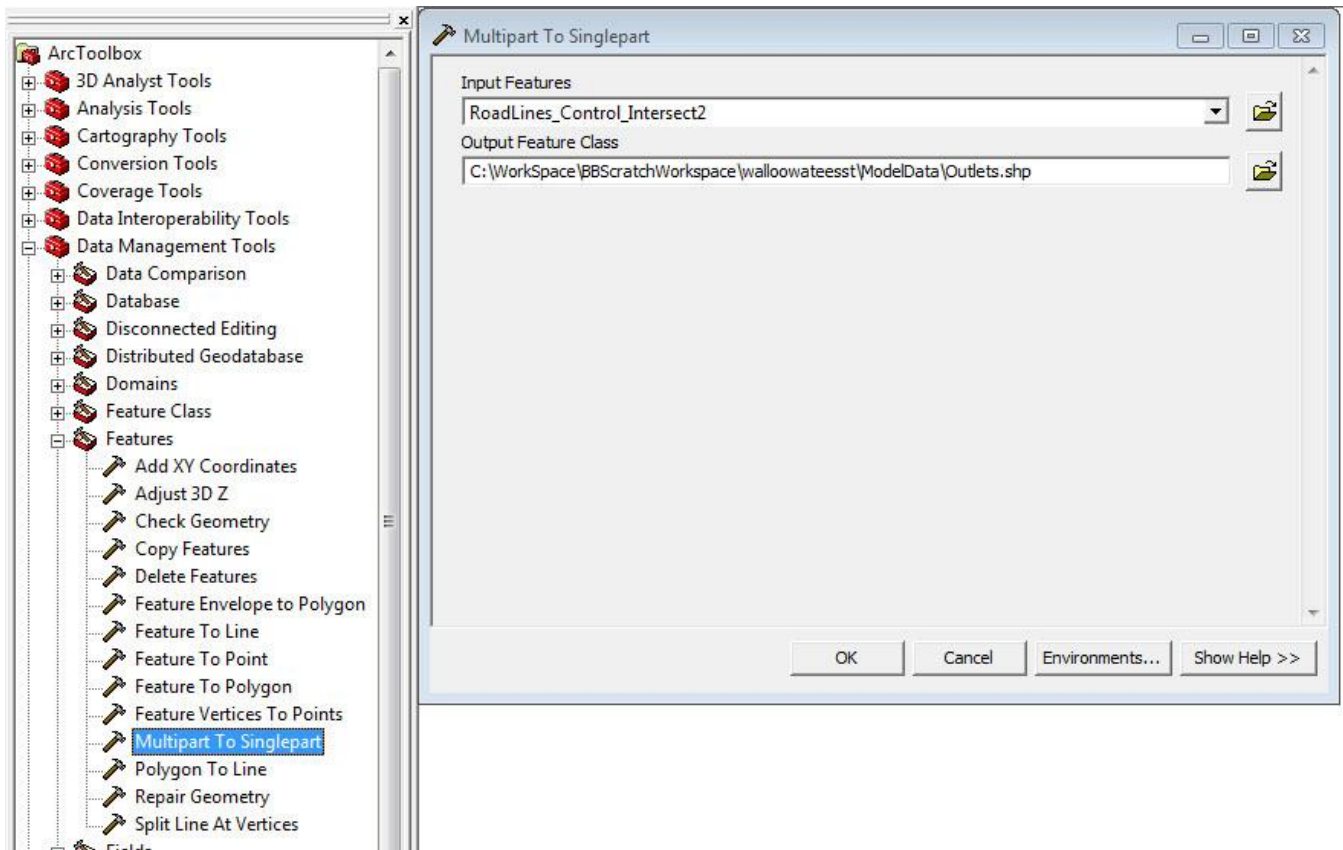 ArcToolbox
3D Analyst Tools
Analysis Tools
Cartography Tools
Conversion Tools
Coverage Tools
Data Interoperability Tools
Data Management Tools
Data Comparison
Database
Disconnected Editing
Distributed Geodatabase
Domains
Feature Class
Features
Add XY Coordinates
Adjust 3D Z
Check Geometry
Copy Features
Delete Features
Feature Envelope to Polygon
Feature To Line
Feature To Point
Feature To Polygon
Feature Vertices To Points
Multipart To Singlepart
Polygon To Line
Repair Geometry
Split Line At Vertices
Fields
Multipart To Singlepart
Input Features
RoadLines_Control_Intersect2
Output Feature Class
C:\WorkSpace\BBScratchWorkspace\walloowateesst\ModelData\Outlets.shp
OK Cancel Environments... Show Help >>